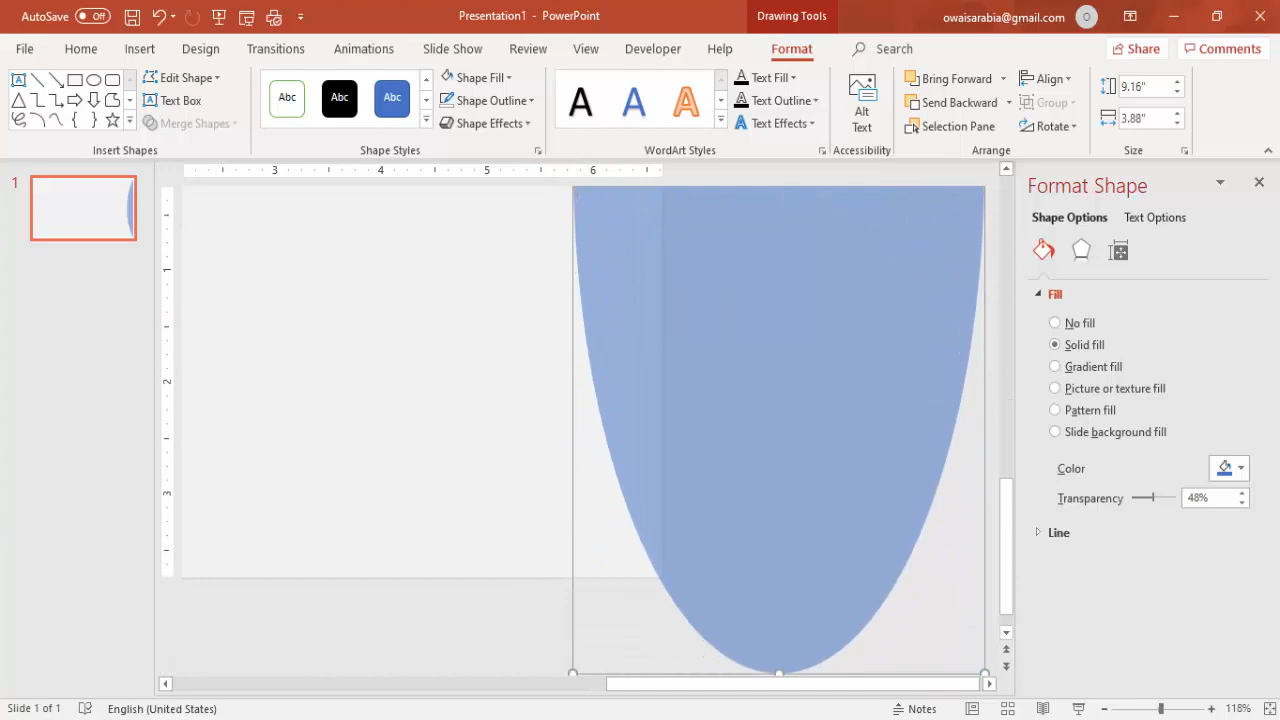 AutoSave Off Presentation1 - PowerPoint Drawing Tools owaisarabia@gmail.com O
File Home Insert Draw Design Transitions Animations Slide Show Review View Developer Help Format Search Share Comments
Edit Shape
Text Box
Merge Shapes
Insert Shapes
Abc Abc Abc
Shape Fill
Shape Outline
Shape Effects
Shape Styles
A A A
Text Fill
Text Outline
Text Effects
WordArt Styles
Alt
Text
Accessibility
Bring Forward
Send Backward
Selection Pane
Align
Group
Rotate
Arrange
9.16"
3.88"
Size
1
3 4 5 6
1
2
3
Format Shape
Shape Options Text Options
Fill
No fill
Solid fill
Gradient fill
Picture or texture fill
Pattern fill
Slide background fill
Color
Transparency 48%
Line
Slide 1 of 1 English (United States) Notes 118%